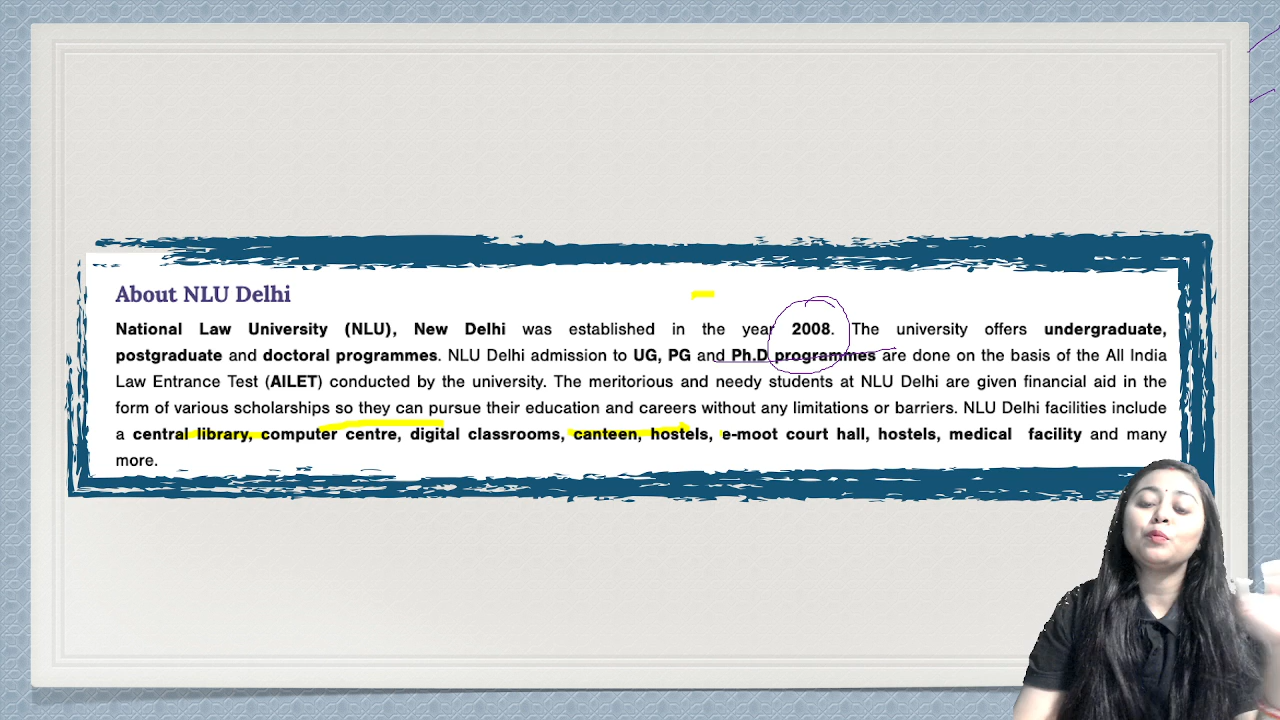 About NLU Delhi
National Law University (NLU), New Delhi was established in the year 2008. The university offers undergraduate,
postgraduate and doctoral programmes. NLU Delhi admission to UG, PG and Ph.D programmes are done on the basis of the All India
Law Entrance Test (AILET) conducted by the university. The meritorious and needy students at NLU Delhi are given financial aid in the
form of various scholarships so they can pursue their education and careers without any limitations or barriers. NLU Delhi facilities include
a central library, computer centre, digital classrooms, canteen, hostels, e-moot court hall, hostels, medical facility and many
more.